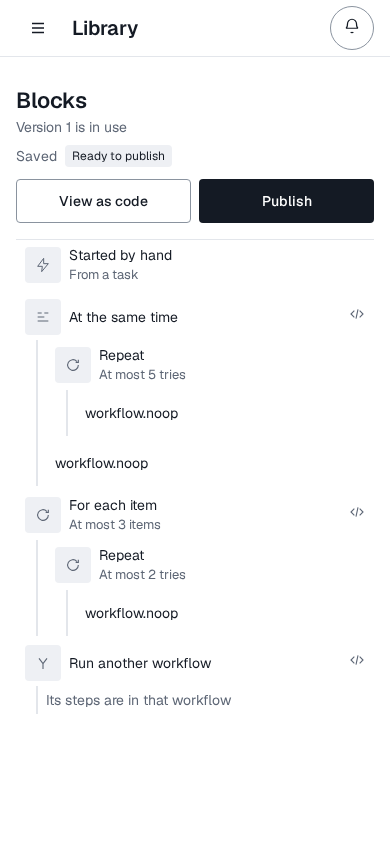 Library
Blocks
Version 1 is in use
Saved Ready to publish
View as code Publish
Started by hand
From a task
At the same time
Repeat
At most 5 tries
workflow.noop
workflow.noop
For each item
At most 3 items
Repeat
At most 2 tries
workflow.noop
Run another workflow
Its steps are in that workflow